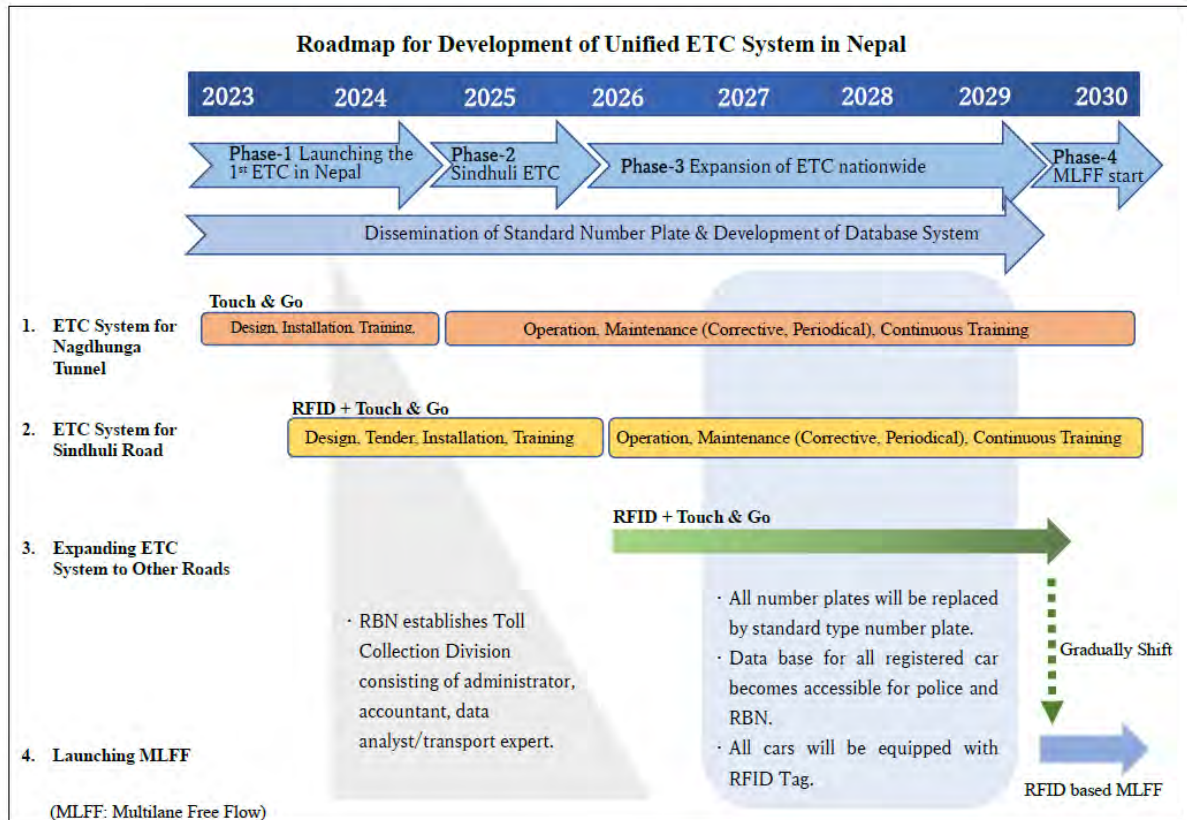 Roadmap for Development of Unified ETC System in Nepal
2023 2024 2025 2026 2027 2028 2029 2030
Phase-1 Launching the
1st ETC in Nepal
Phase-2
Sindhuli ETC
Phase-3 Expansion of ETC nationwide
Phase-4
MLFF start
Dissemination of Standard Number Plate & Development of Database System
Touch & Go
1. ETC System for
Nagdhunga
Tunnel
Design, Installation, Training,
Operation, Maintenance (Corrective, Periodical), Continuous Training
RFID + Touch & Go
2. ETC System for
Sindhuli Road
Design, Tender, Installation, Training
Operation, Maintenance (Corrective, Periodical), Continuous Training
RFID + Touch & Go
3. Expanding ETC
System to Other Roads
· RBN establishes Toll
Collection Division
consisting of administrator,
accountant, data
analyst/transport expert.
· All number plates will be replaced
by standard type number plate.
· Data base for all registered car
becomes accessible for police and
RBN.
· All cars will be equipped with
RFID Tag.
Gradually Shift
4. Launching MLFF
RFID based MLFF
(MLFF: Multilane Free Flow)